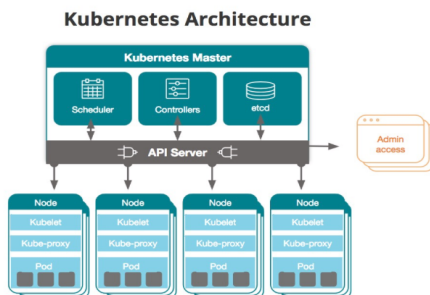 Kubernetes Architecture
Kubernetes Master
Scheduler
Controllers
etcd
API Server
Admin
access
Node
Node
Node
Node
Kubelet
Kubelet
Kubelet
Kubelet
Kube-proxy
Kube-proxy
Kube-proxy
Kube-proxy
Pod
Pod
Pod
Pod